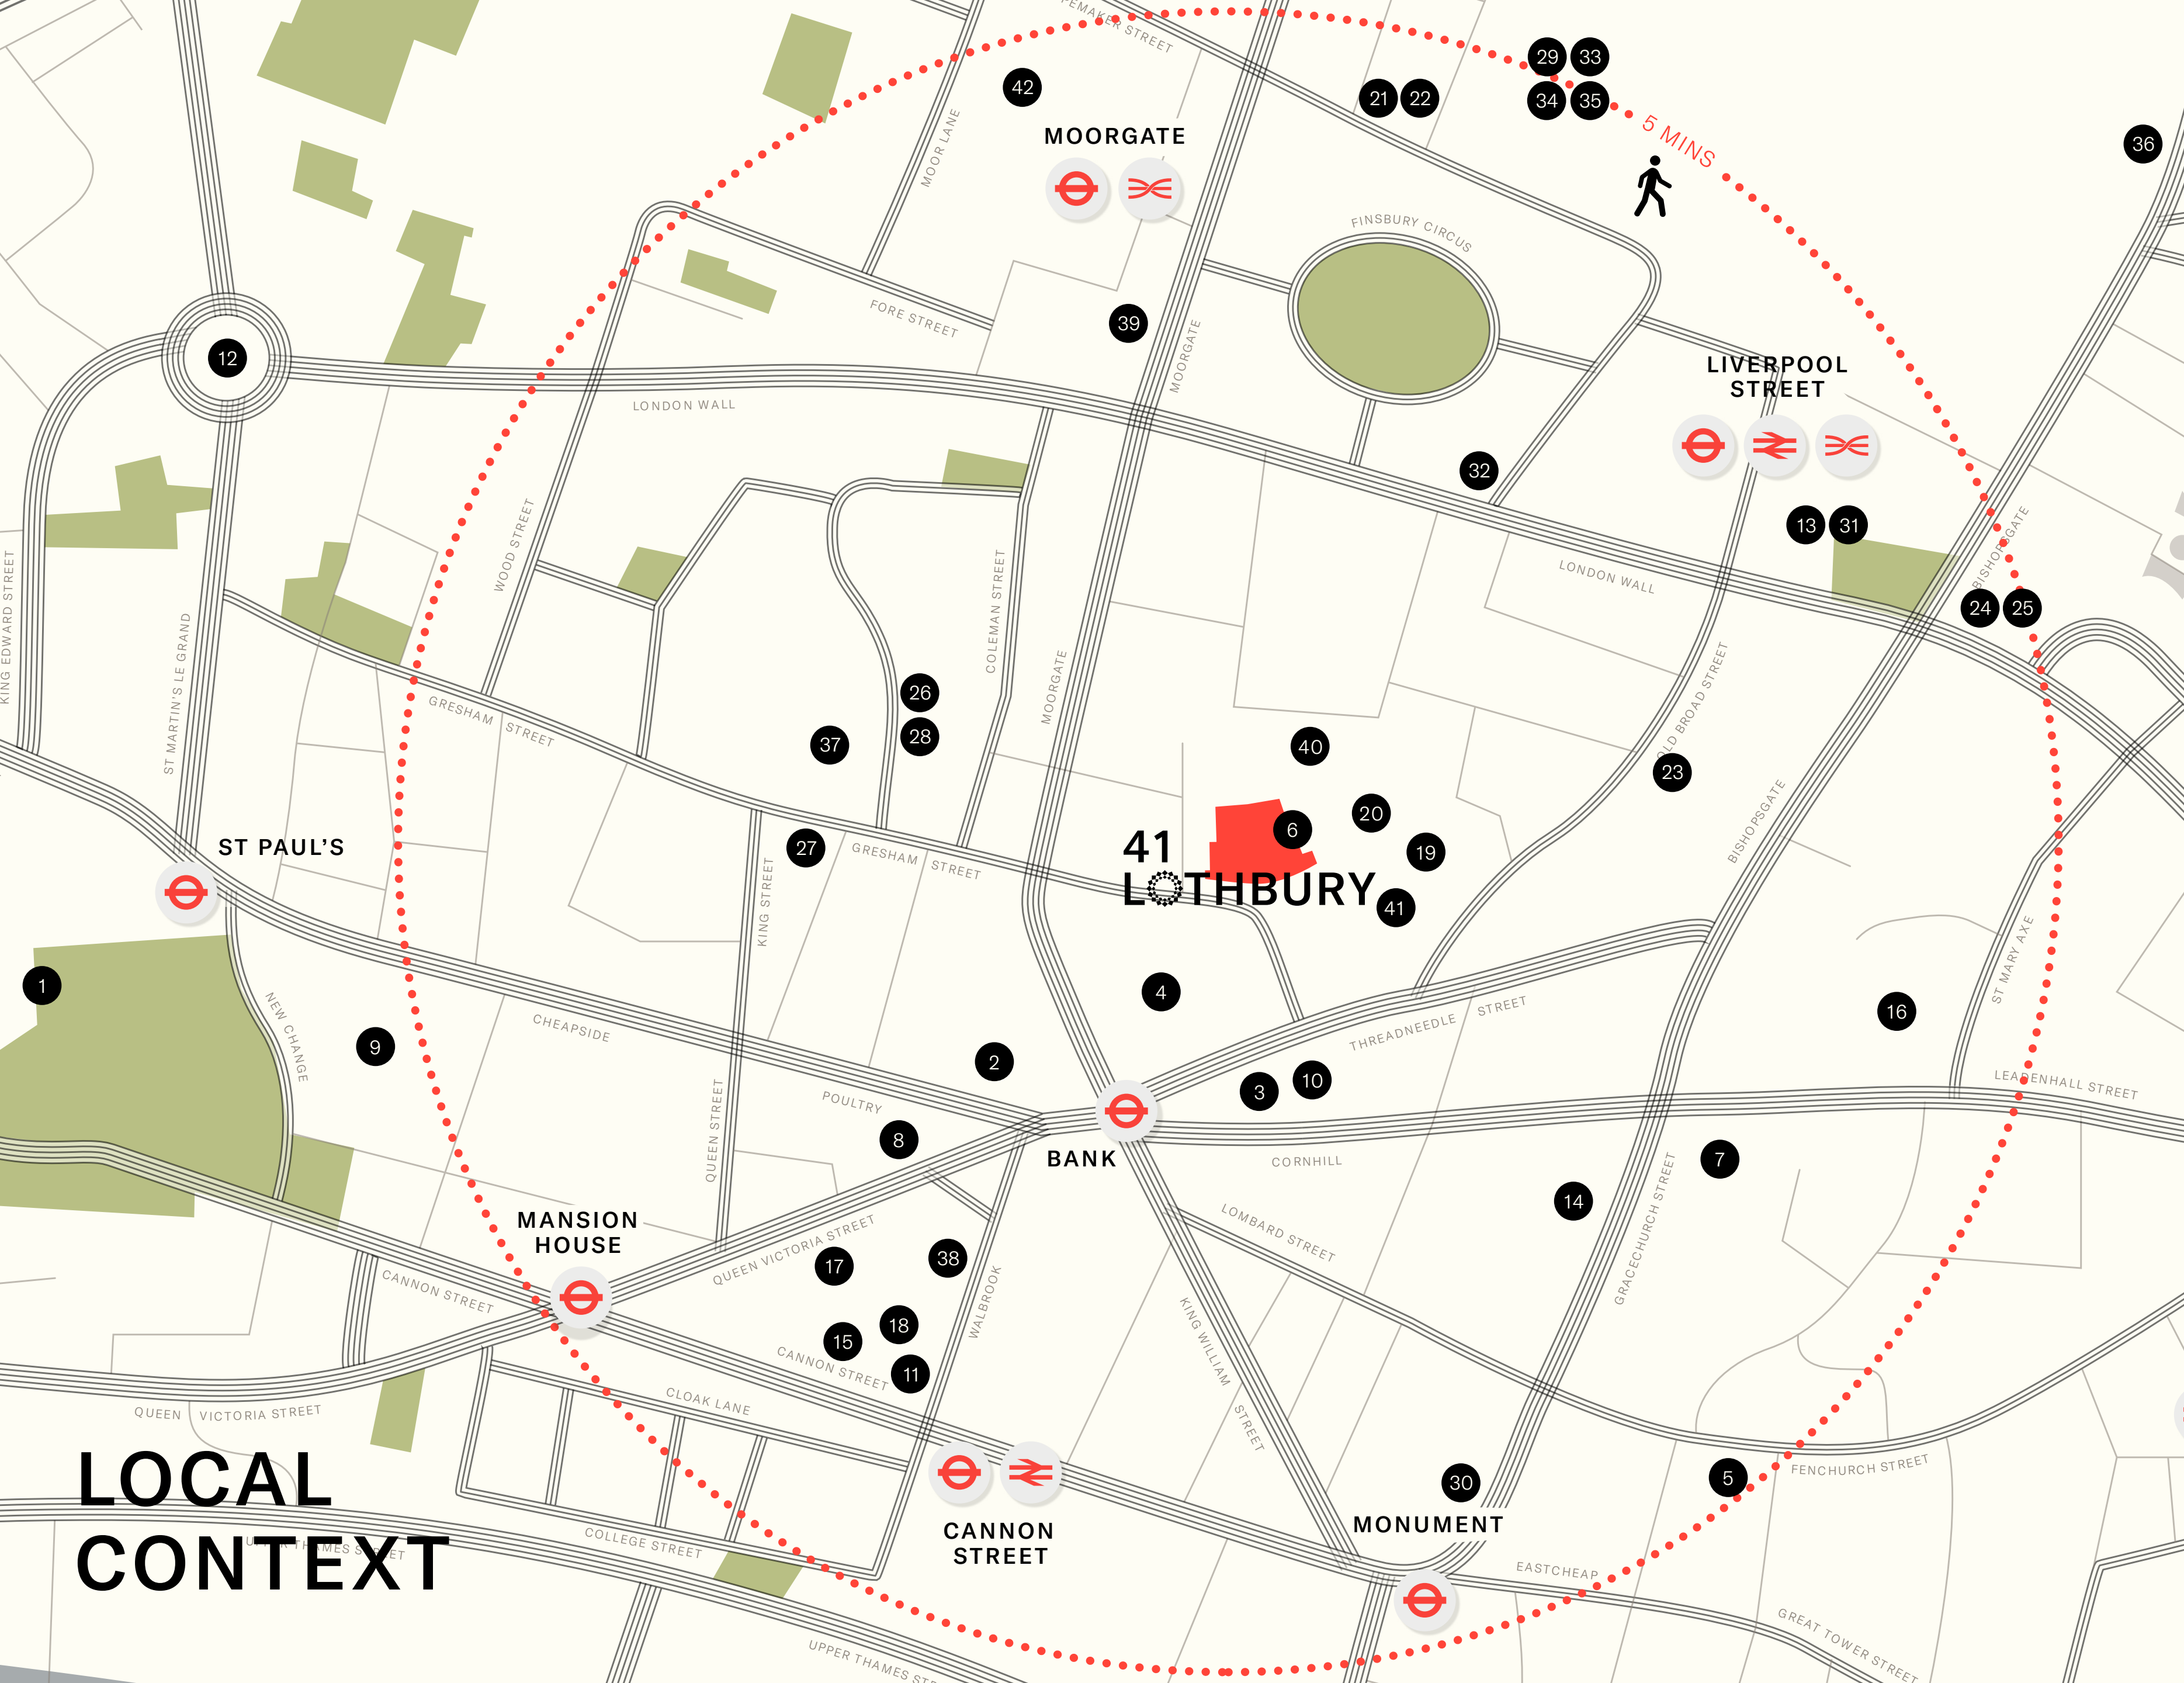 MOOR LANE
42
MOORGATE
21
22
29
33
34
35
5 MINS
36
FINSBURY CIRCUS
FORE STREET
39
MOORGATE
12
LONDON WALL
LIVERPOOL
STREET
32
13
31
BISHOPSGATE
24
25
LONDON WALL
WOOD STREET
COLEMAN STREET
KING EDWARD STREET
ST MARTIN'S LE GRAND
GRESHAM STREET
MOORGATE
26
28
37
40
OLD BROAD STREET
23
BISHOPSGATE
ST PAUL'S
27
GRESHAM STREET
KING STREET
41
LOTHBURY
6
20
19
41
1
NEW CHANGE
9
CHEAPSIDE
4
THREADNEEDLE STREET
16
ST MARY AXE
2
3
10
LEADENHALL STREET
POULTRY
8
BANK
CORNHILL
7
QUEEN STREET
14
GRACECHURCH STREET
MANSION
HOUSE
LOMBARD STREET
QUEEN VICTORIA STREET
17
38
CANNON STREET
18
15
11
CANNON STREET
WALBROOK
KING WILLIAM STREET
QUEEN VICTORIA STREET
CLOAK LANE
LOCAL
CONTEXT
UPPER THAMES STREET
COLLEGE STREET
CANNON
STREET
30
MONUMENT
5
FENCHURCH STREET
EASTCHEAP
GREAT TOWER STREET
UPPER THAMES